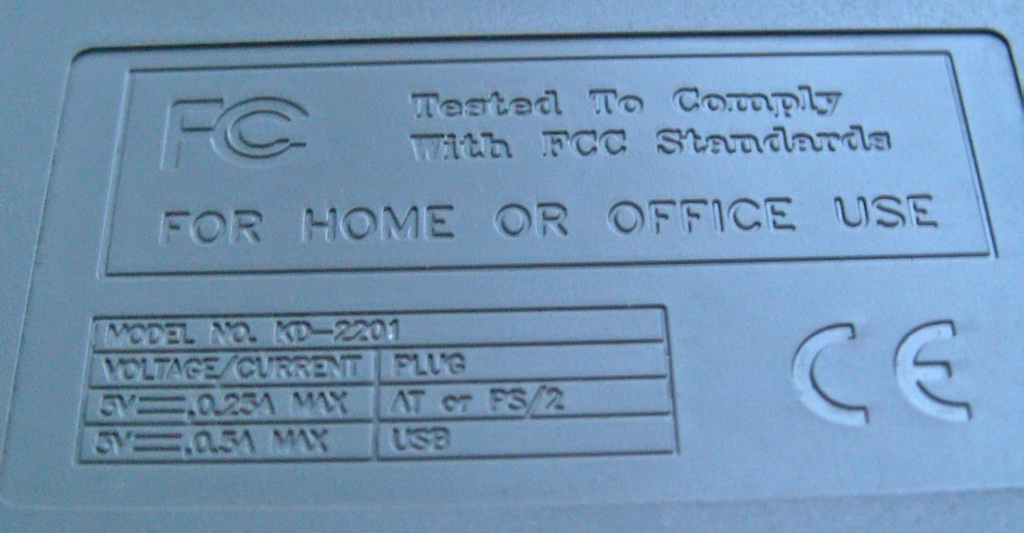 FCC Tested To Comply
With FCC Standards
FOR HOME OR OFFICE USE
MODEL NO. KD-2201
VOLTAGE/CURRENT PLUG
5V⎓.0.25A MAX AT or PS/2
5V⎓.0.5A MAX USB
CE